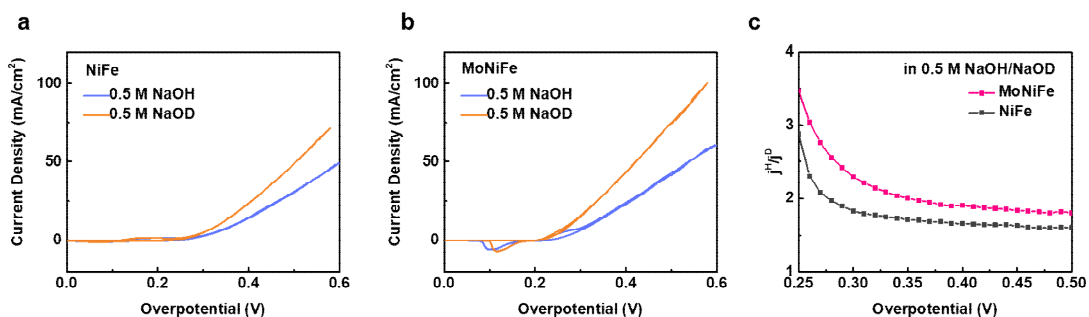 a
NiFe
0.5 M NaOH
0.5 M NaOD
Current Density (mA/cm²)
100
50
0
0.0 0.2 0.4 0.6
Overpotential (V)
b
MoNiFe
0.5 M NaOH
0.5 M NaOD
Current Density (mA/cm²)
100
50
0
0.0 0.2 0.4 0.6
Overpotential (V)
c
in 0.5 M NaOH/NaOD
MoNiFe
NiFe
jᴴ/jᴰ
4
3
2
1
0.25 0.30 0.35 0.40 0.45 0.50
Overpotential (V)